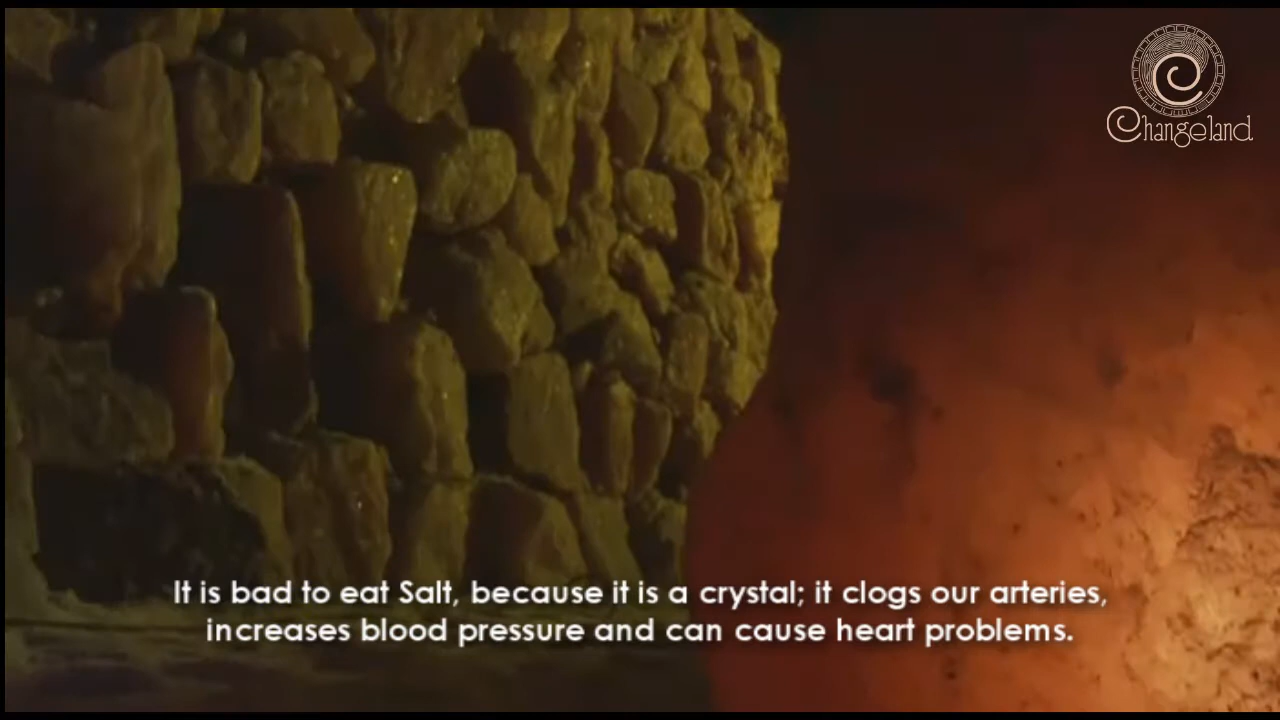 Changeland
It is bad to eat Salt, because it is a crystal; it clogs our arteries,
increases blood pressure and can cause heart problems.